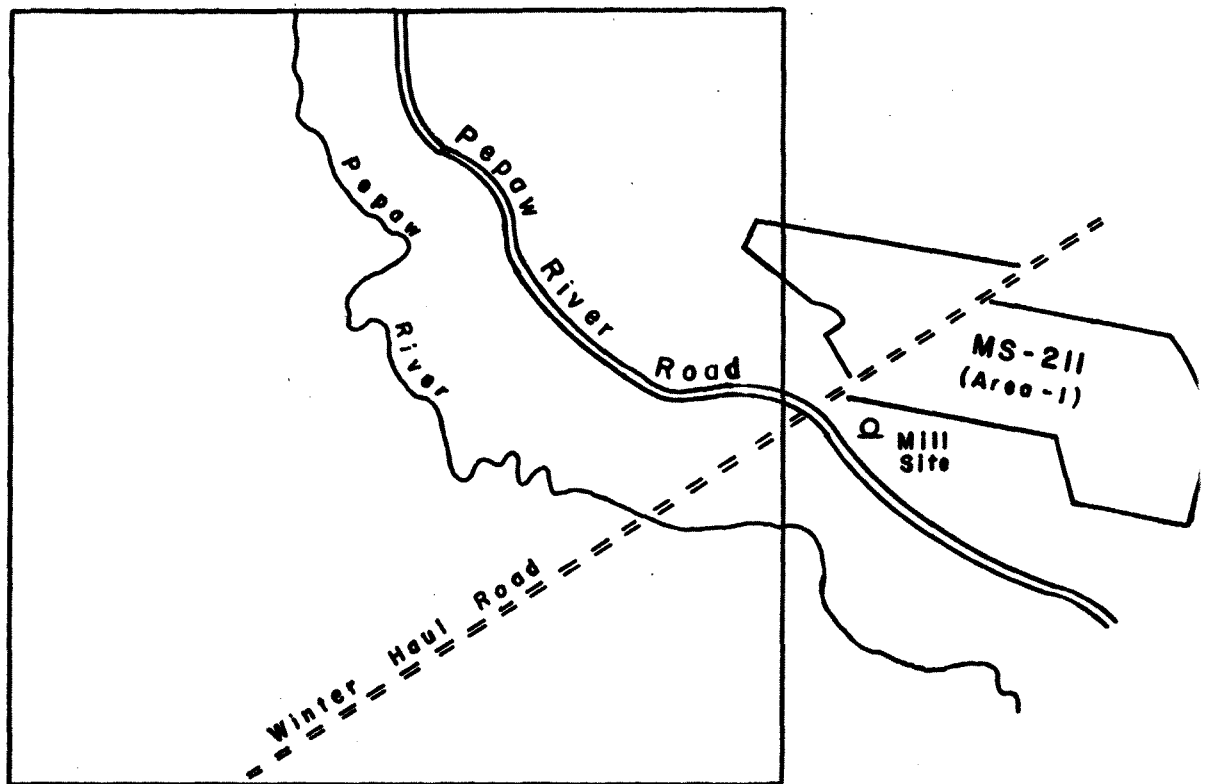 Pepaw River
Pepaw River Road
MS-211
(Area-1)
Mill
Site
Winter Haul Road